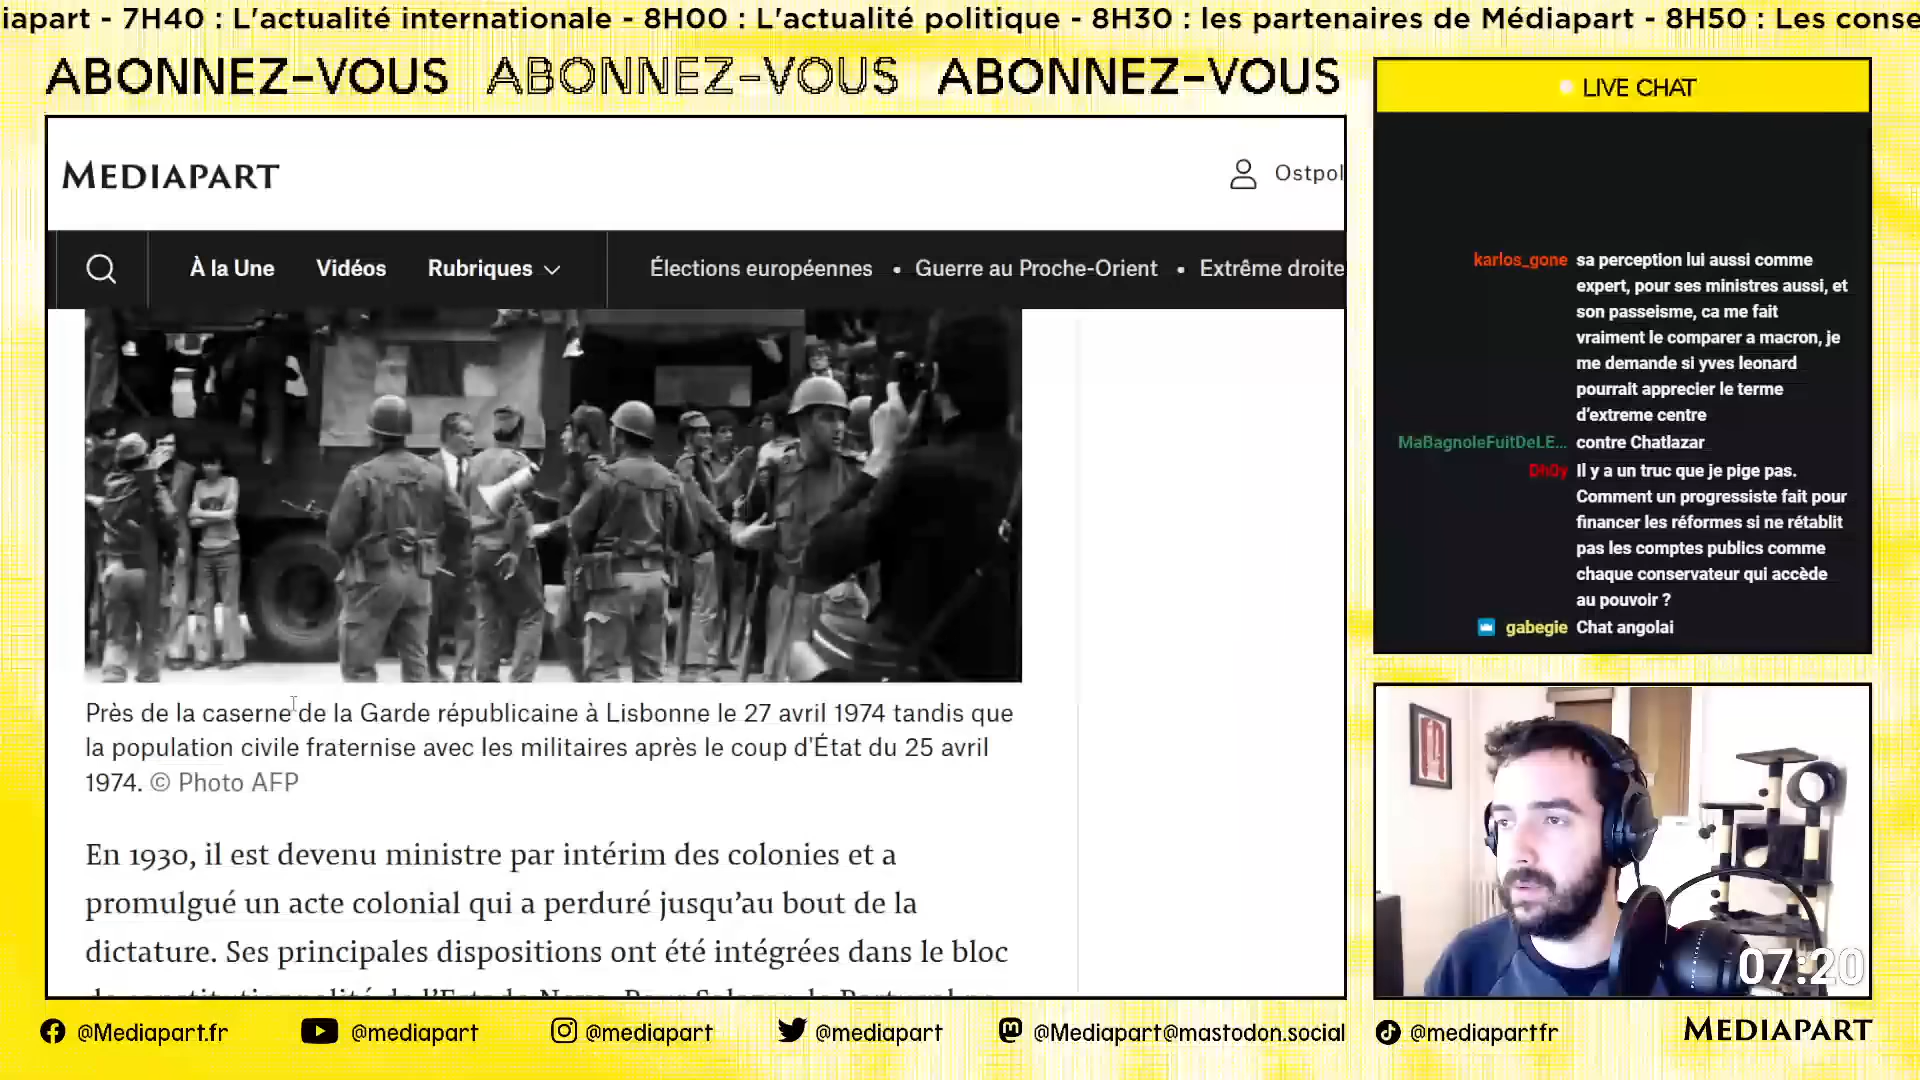 iapart - 7H40 : L'actualité internationale - 8H00 : L'actualité politique - 8H30 : les partenaires de Médiapart - 8H50 : Les conse
ABONNEZ-VOUS ABONNEZ-VOUS ABONNEZ-VOUS
MEDIAPART
Ostpol
À la Une Vidéos Rubriques Élections européennes • Guerre au Proche-Orient • Extrême droite
Près de la caserne de la Garde républicaine à Lisbonne le 27 avril 1974 tandis que
la population civile fraternise avec les militaires après le coup d'État du 25 avril
1974. © Photo AFP
En 1930, il est devenu ministre par intérim des colonies et a
promulgué un acte colonial qui a perduré jusqu'au bout de la
dictature. Ses principales dispositions ont été intégrées dans le bloc
LIVE CHAT
karlos_gone sa perception lui aussi comme
expert, pour ses ministres aussi, et
son passeisme, ca me fait
vraiment le comparer a macron, je
me demande si yves leonard
pourrait apprecier le terme
d'extreme centre
MaBagnoleFuitDeLE... contre Chatlazar
Dh0y Il y a un truc que je pige pas.
Comment un progressiste fait pour
financer les réformes si ne rétablit
pas les comptes publics comme
chaque conservateur qui accède
au pouvoir ?
gabegie Chat angolai
07:20
@Mediapart.fr @mediapart @mediapart @mediapart @Mediapart@mastodon.social @mediapartfr MEDIAPART